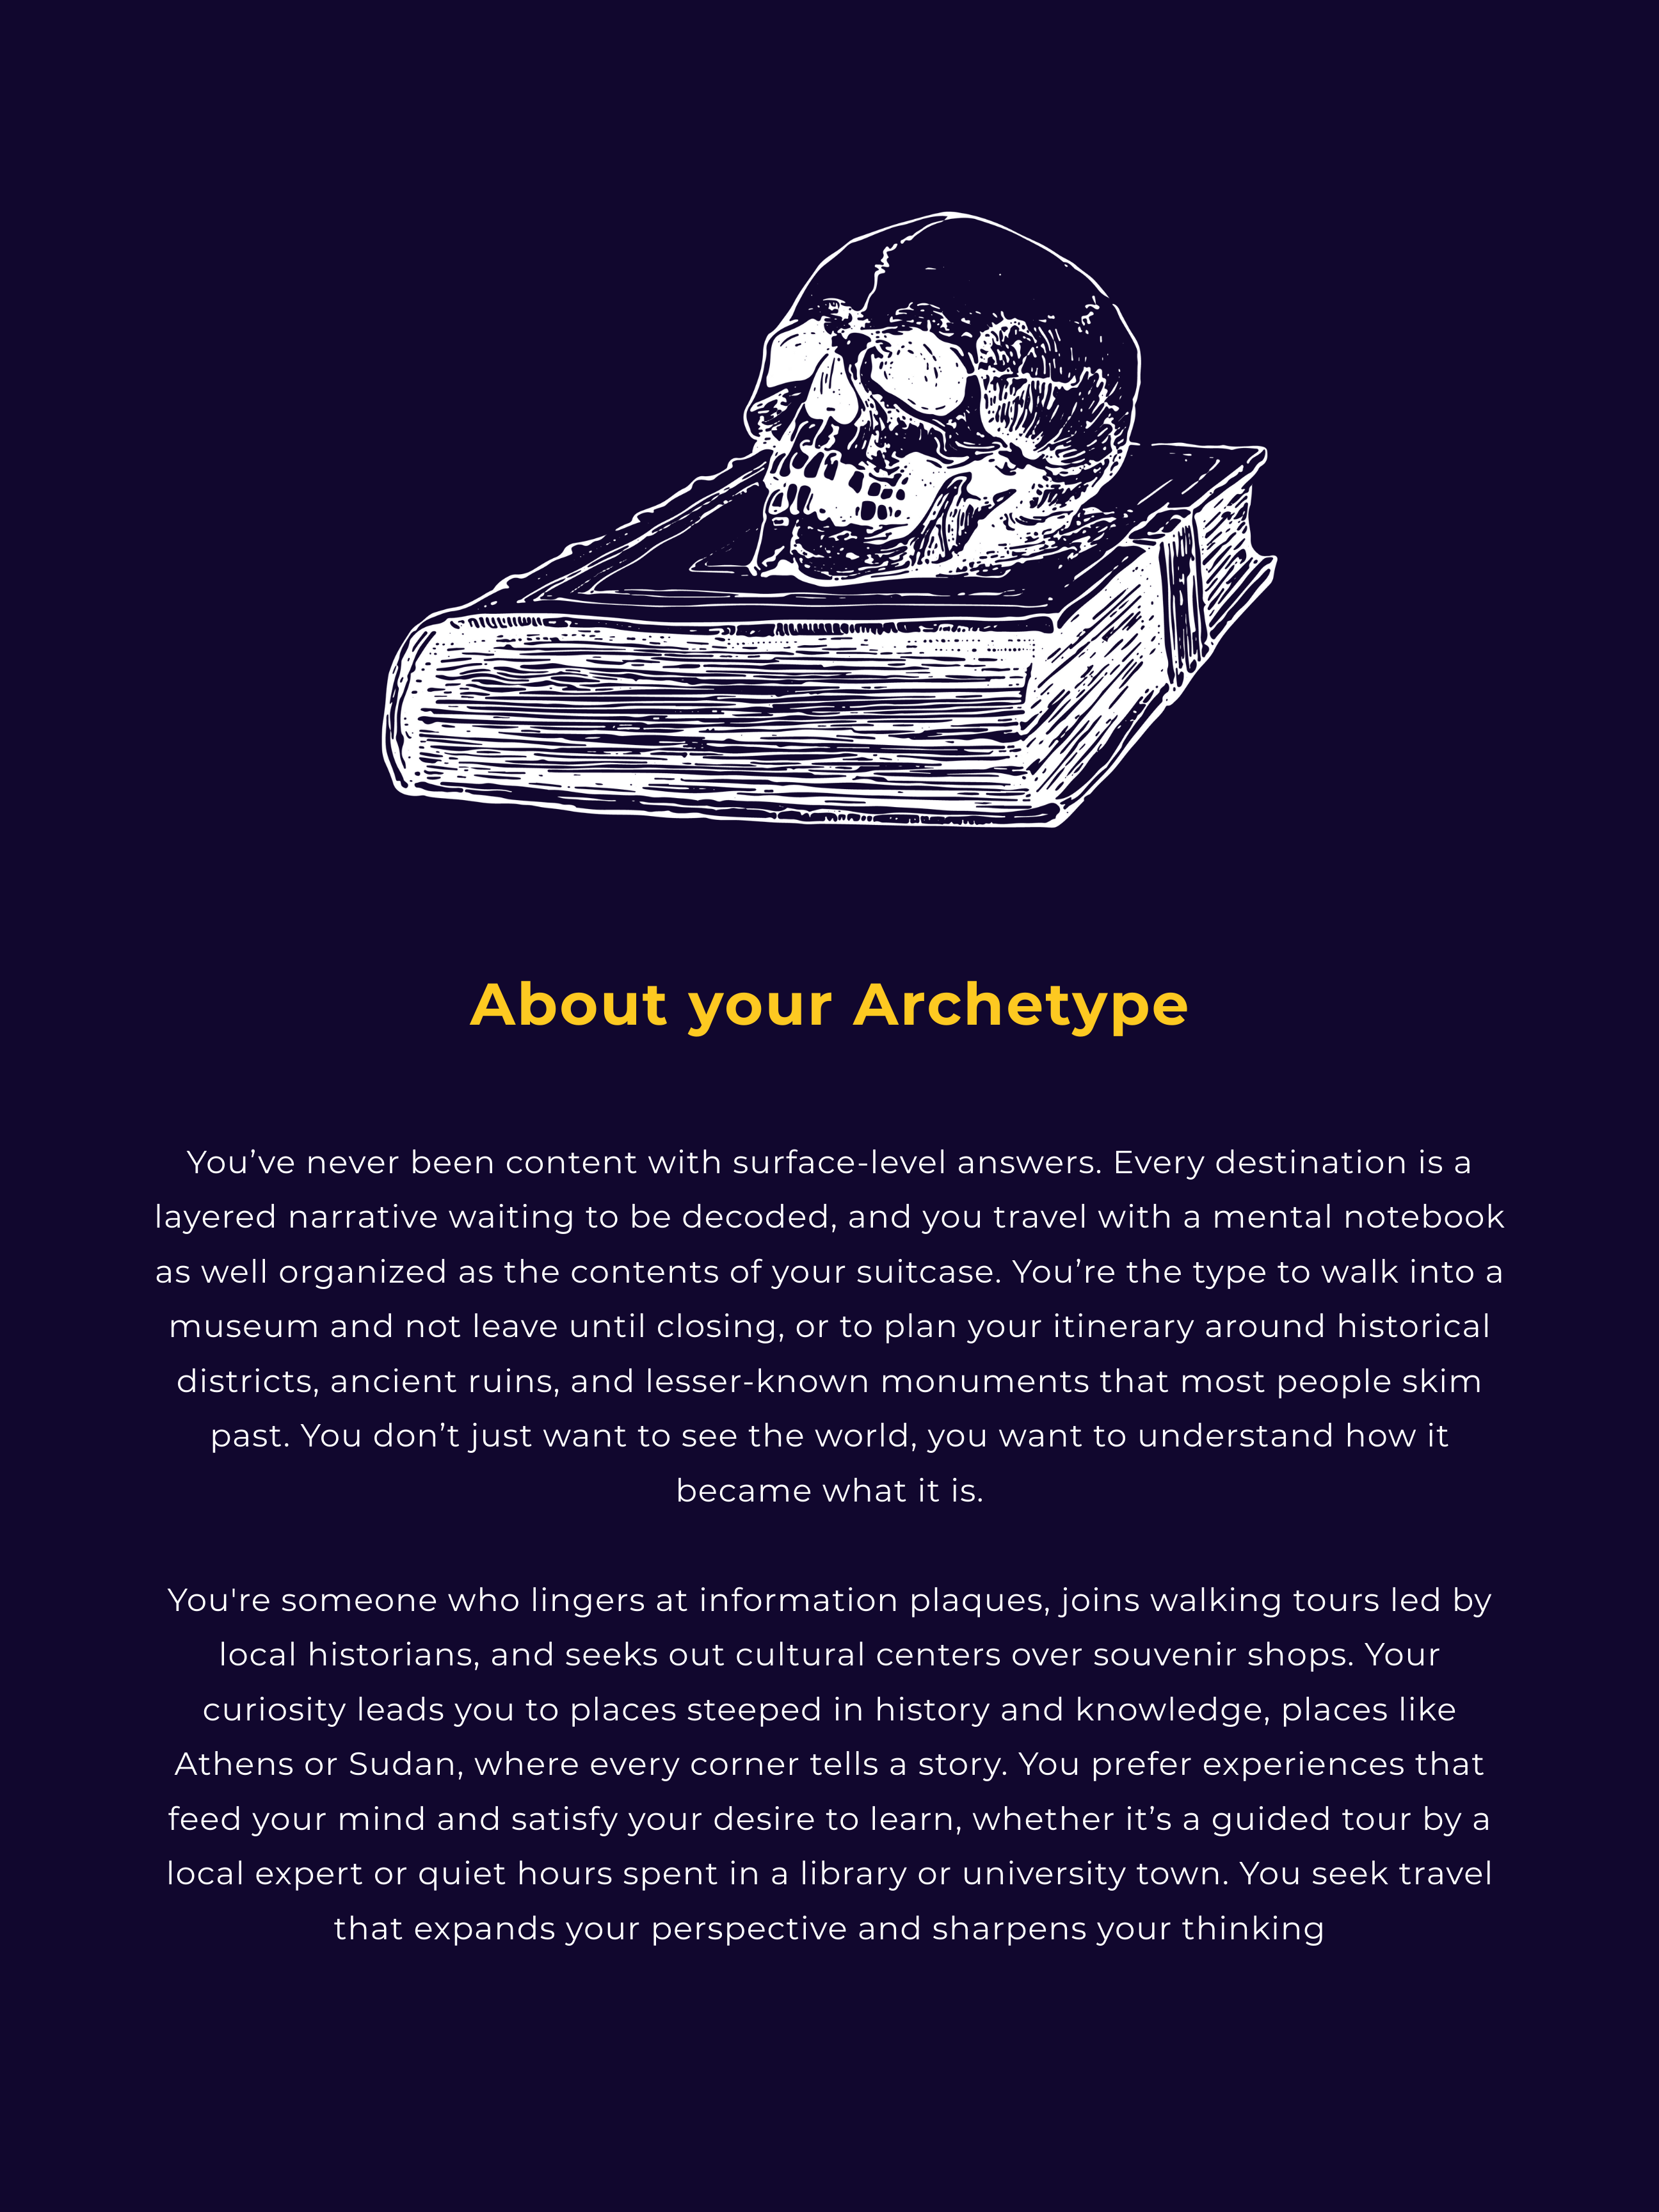 About your Archetype
You’ve never been content with surface-level answers. Every destination is a
layered narrative waiting to be decoded, and you travel with a mental notebook
as well organized as the contents of your suitcase. You’re the type to walk into a
museum and not leave until closing, or to plan your itinerary around historical
districts, ancient ruins, and lesser-known monuments that most people skim
past. You don’t just want to see the world, you want to understand how it
became what it is.
You're someone who lingers at information plaques, joins walking tours led by
local historians, and seeks out cultural centers over souvenir shops. Your
curiosity leads you to places steeped in history and knowledge, places like
Athens or Sudan, where every corner tells a story. You prefer experiences that
feed your mind and satisfy your desire to learn, whether it’s a guided tour by a
local expert or quiet hours spent in a library or university town. You seek travel
that expands your perspective and sharpens your thinking